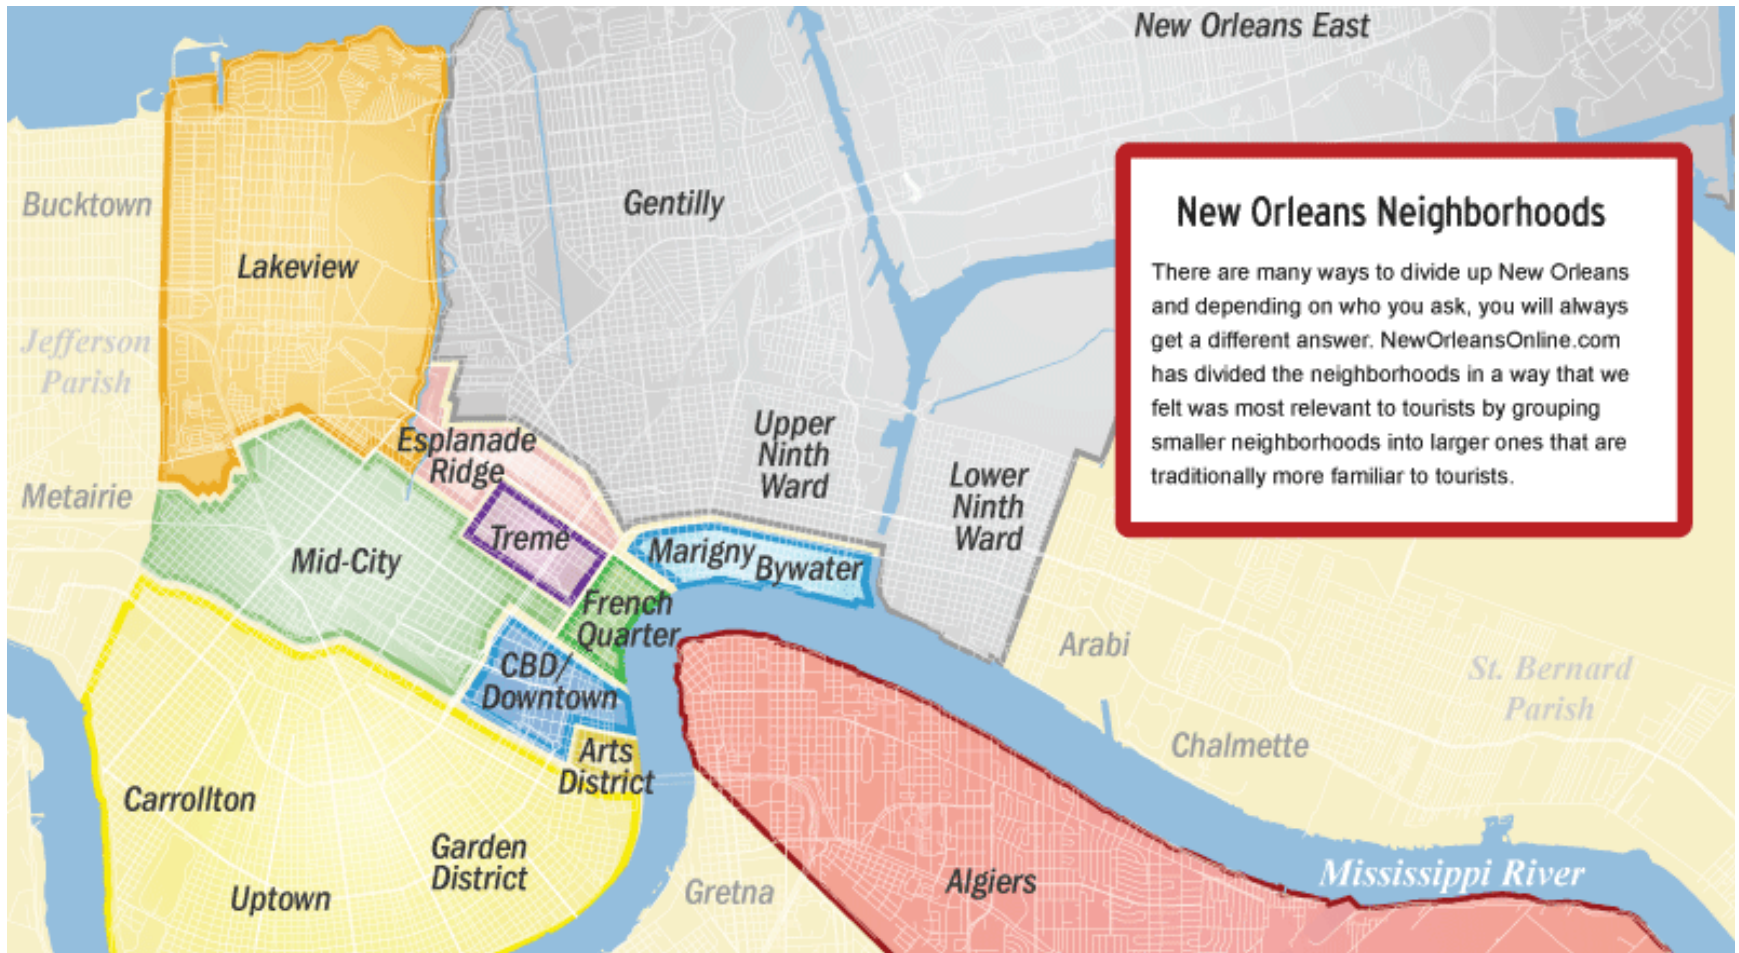 New Orleans East
Bucktown
Gentilly
Lakeview
New Orleans Neighborhoods
There are many ways to divide up New Orleans
and depending on who you ask, you will always
get a different answer. NewOrleansOnline.com
has divided the neighborhoods in a way that we
felt was most relevant to tourists by grouping
smaller neighborhoods into larger ones that are
traditionally more familiar to tourists.
Jefferson
Parish
Esplanade
Ridge
Upper
Ninth
Ward
Lower
Ninth
Ward
Metairie
Treme
Mid-City
Marigny
Bywater
French
Quarter
CBD/
Downtown
Arabi
St. Bernard
Parish
Arts
District
Chalmette
Carrollton
Garden
District
Uptown
Gretna
Algiers
Mississippi River